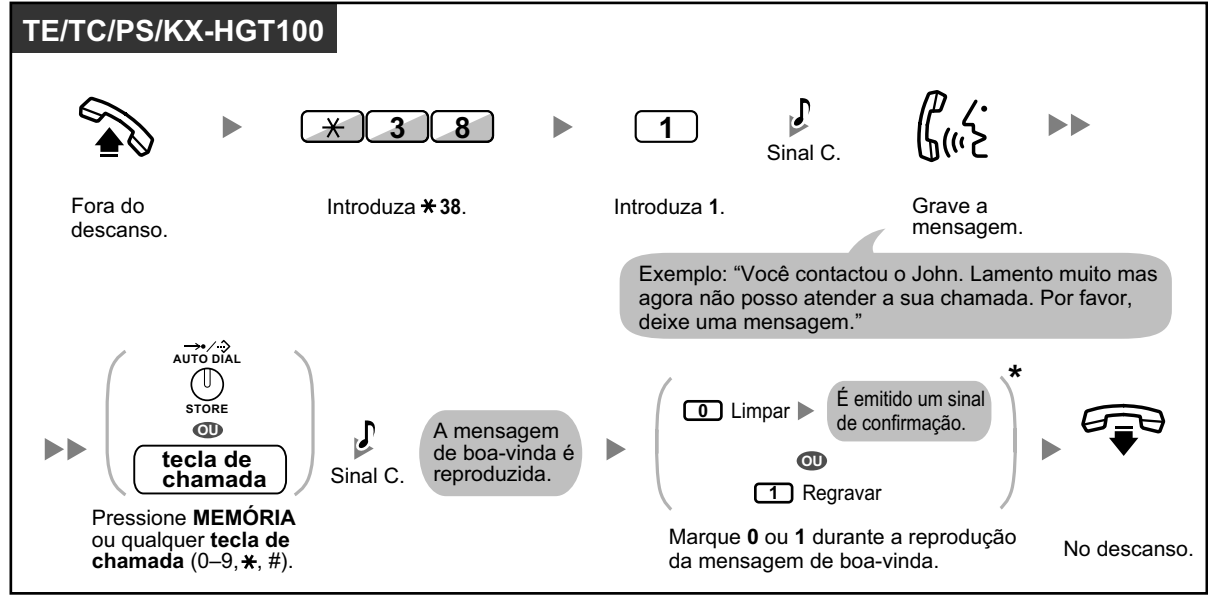 TE/TC/PS/KX-HGT100
✳ 3 8
1
Sinal C.
Fora do
descanso.
Introduza ✳38.
Introduza 1.
Grave a
mensagem.
Exemplo: “Você contactou o John. Lamento muito mas
agora não posso atender a sua chamada. Por favor,
deixe uma mensagem.”
AUTO DIAL
STORE
OU
tecla de
chamada
Sinal C.
Pressione MEMÓRIA
ou qualquer tecla de
chamada (0–9, ✳, #).
A mensagem
de boa-vinda é
reproduzida.
0 Limpar
É emitido um sinal
de confirmação.
*
OU
1 Regravar
Marque 0 ou 1 durante a reprodução
da mensagem de boa-vinda.
No descanso.